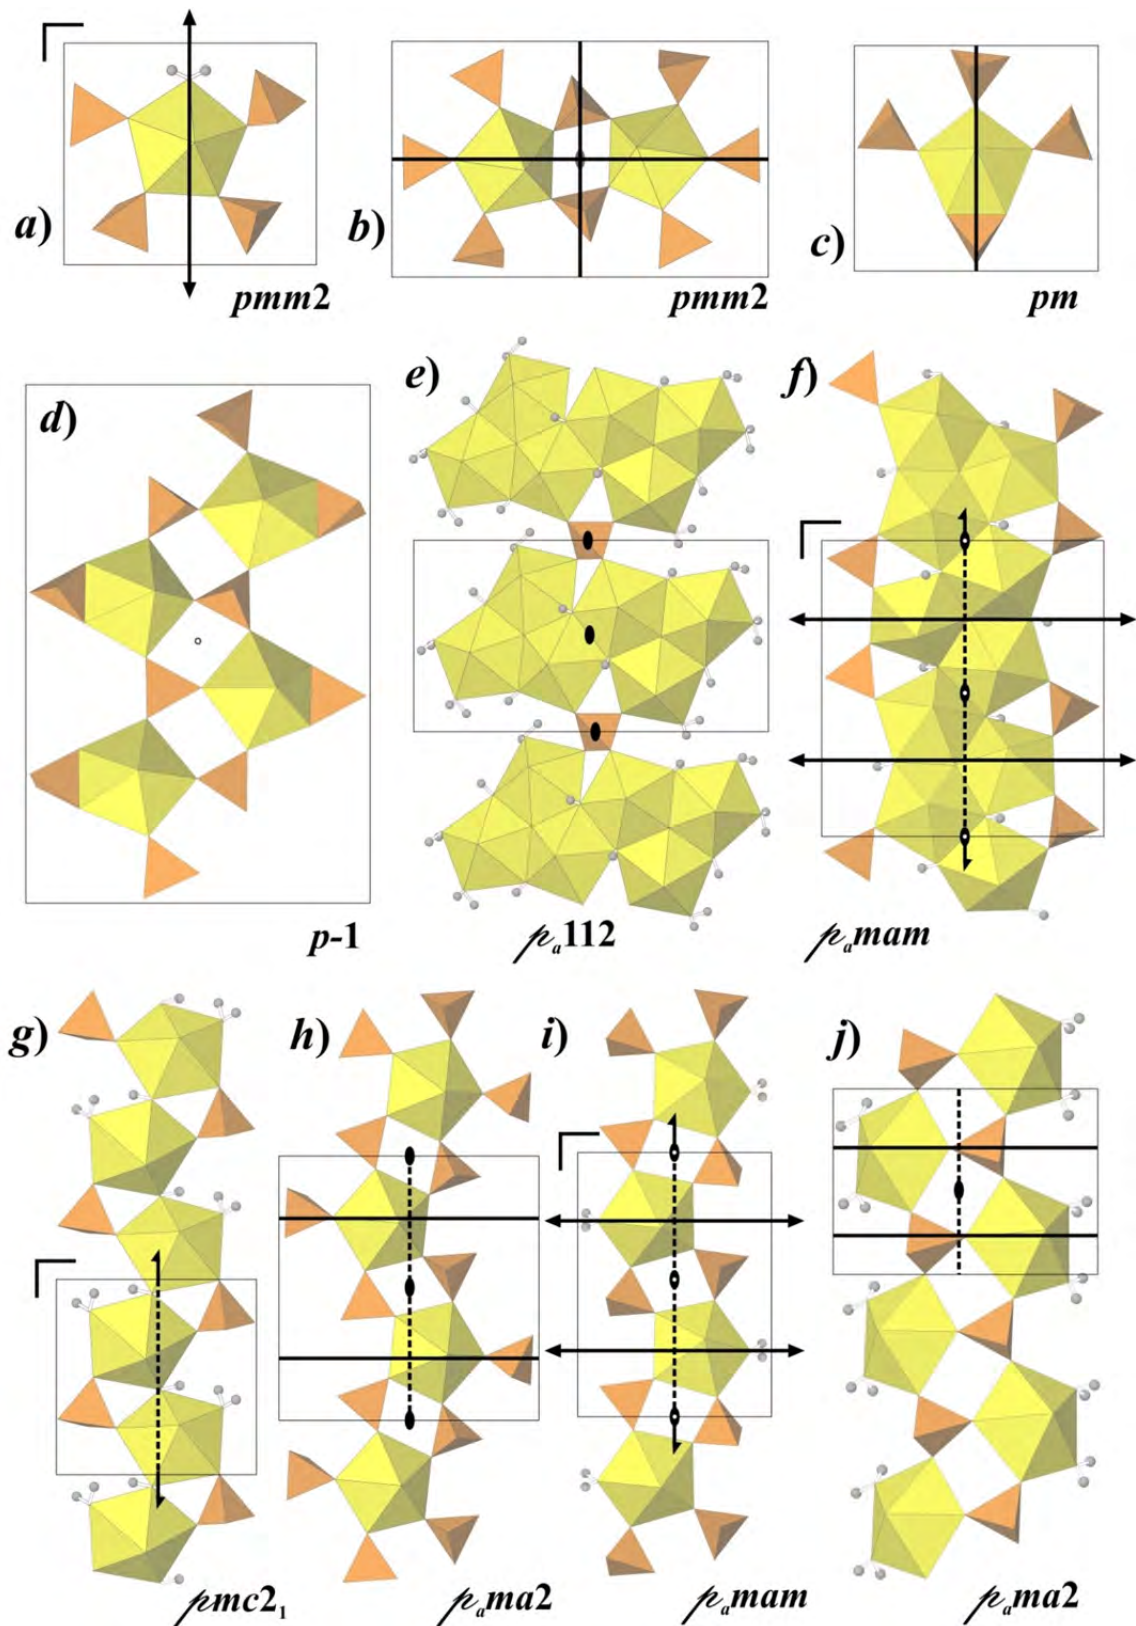 a)
pmm2
b)
pmm2
c)
pm
d)
p-1
e)
pₐ112
f)
pₐmam
g)
pmc2₁
h)
pₐma2
i)
pₐmam
j)
pₐma2